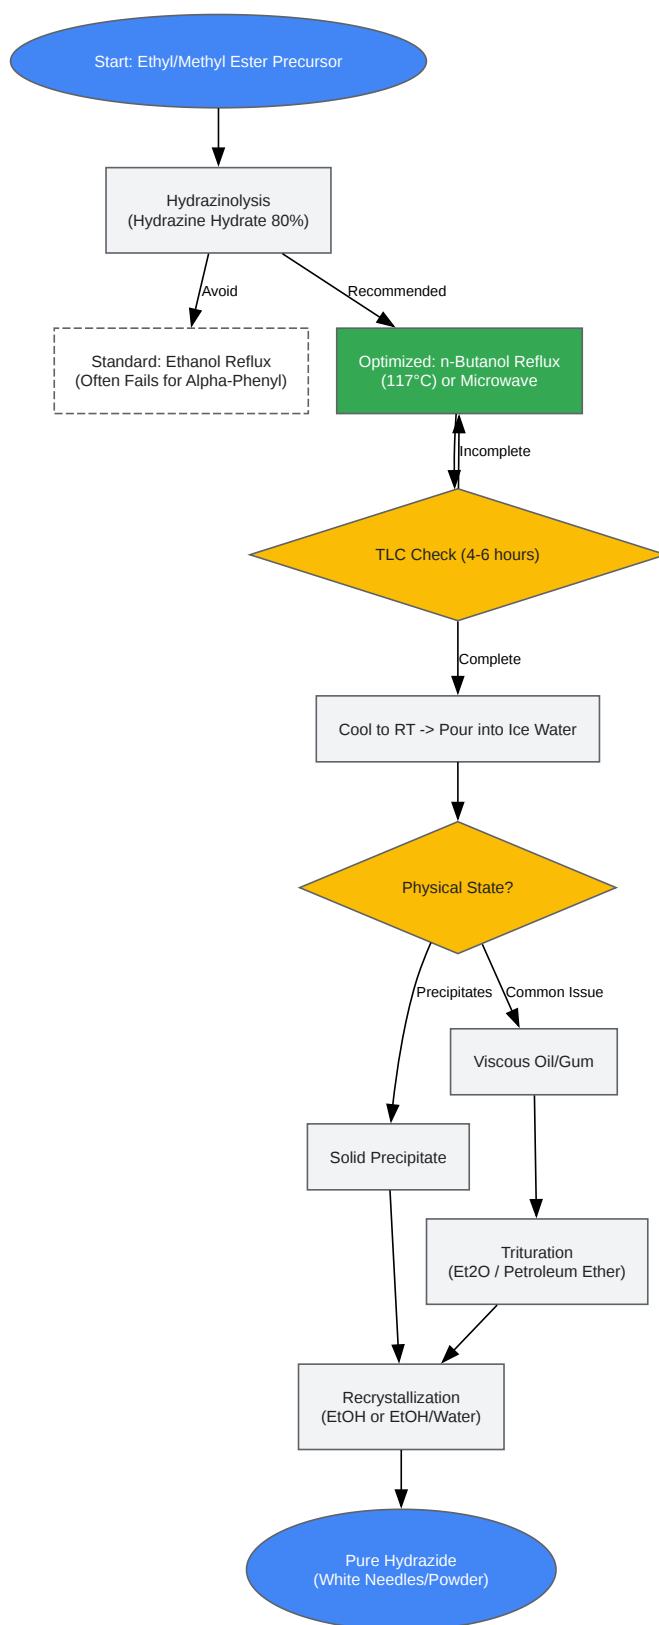 Start: Ethyl/Methyl Ester Precursor
Hydrazinolysis
(Hydrazine Hydrate 80%)
Avoid
Recommended
Standard: Ethanol Reflux
(Often Fails for Alpha-Phenyl)
Optimized: n-Butanol Reflux
(117°C) or Microwave
Incomplete
TLC Check (4-6 hours)
Complete
Cool to RT -> Pour into Ice Water
Physical State?
Precipitates
Common Issue
Viscous Oil/Gum
Solid Precipitate
Trituration
(Et2O / Petroleum Ether)
Recrystallization
(EtOH or EtOH/Water)
Pure Hydrazide
(White Needles/Powder)